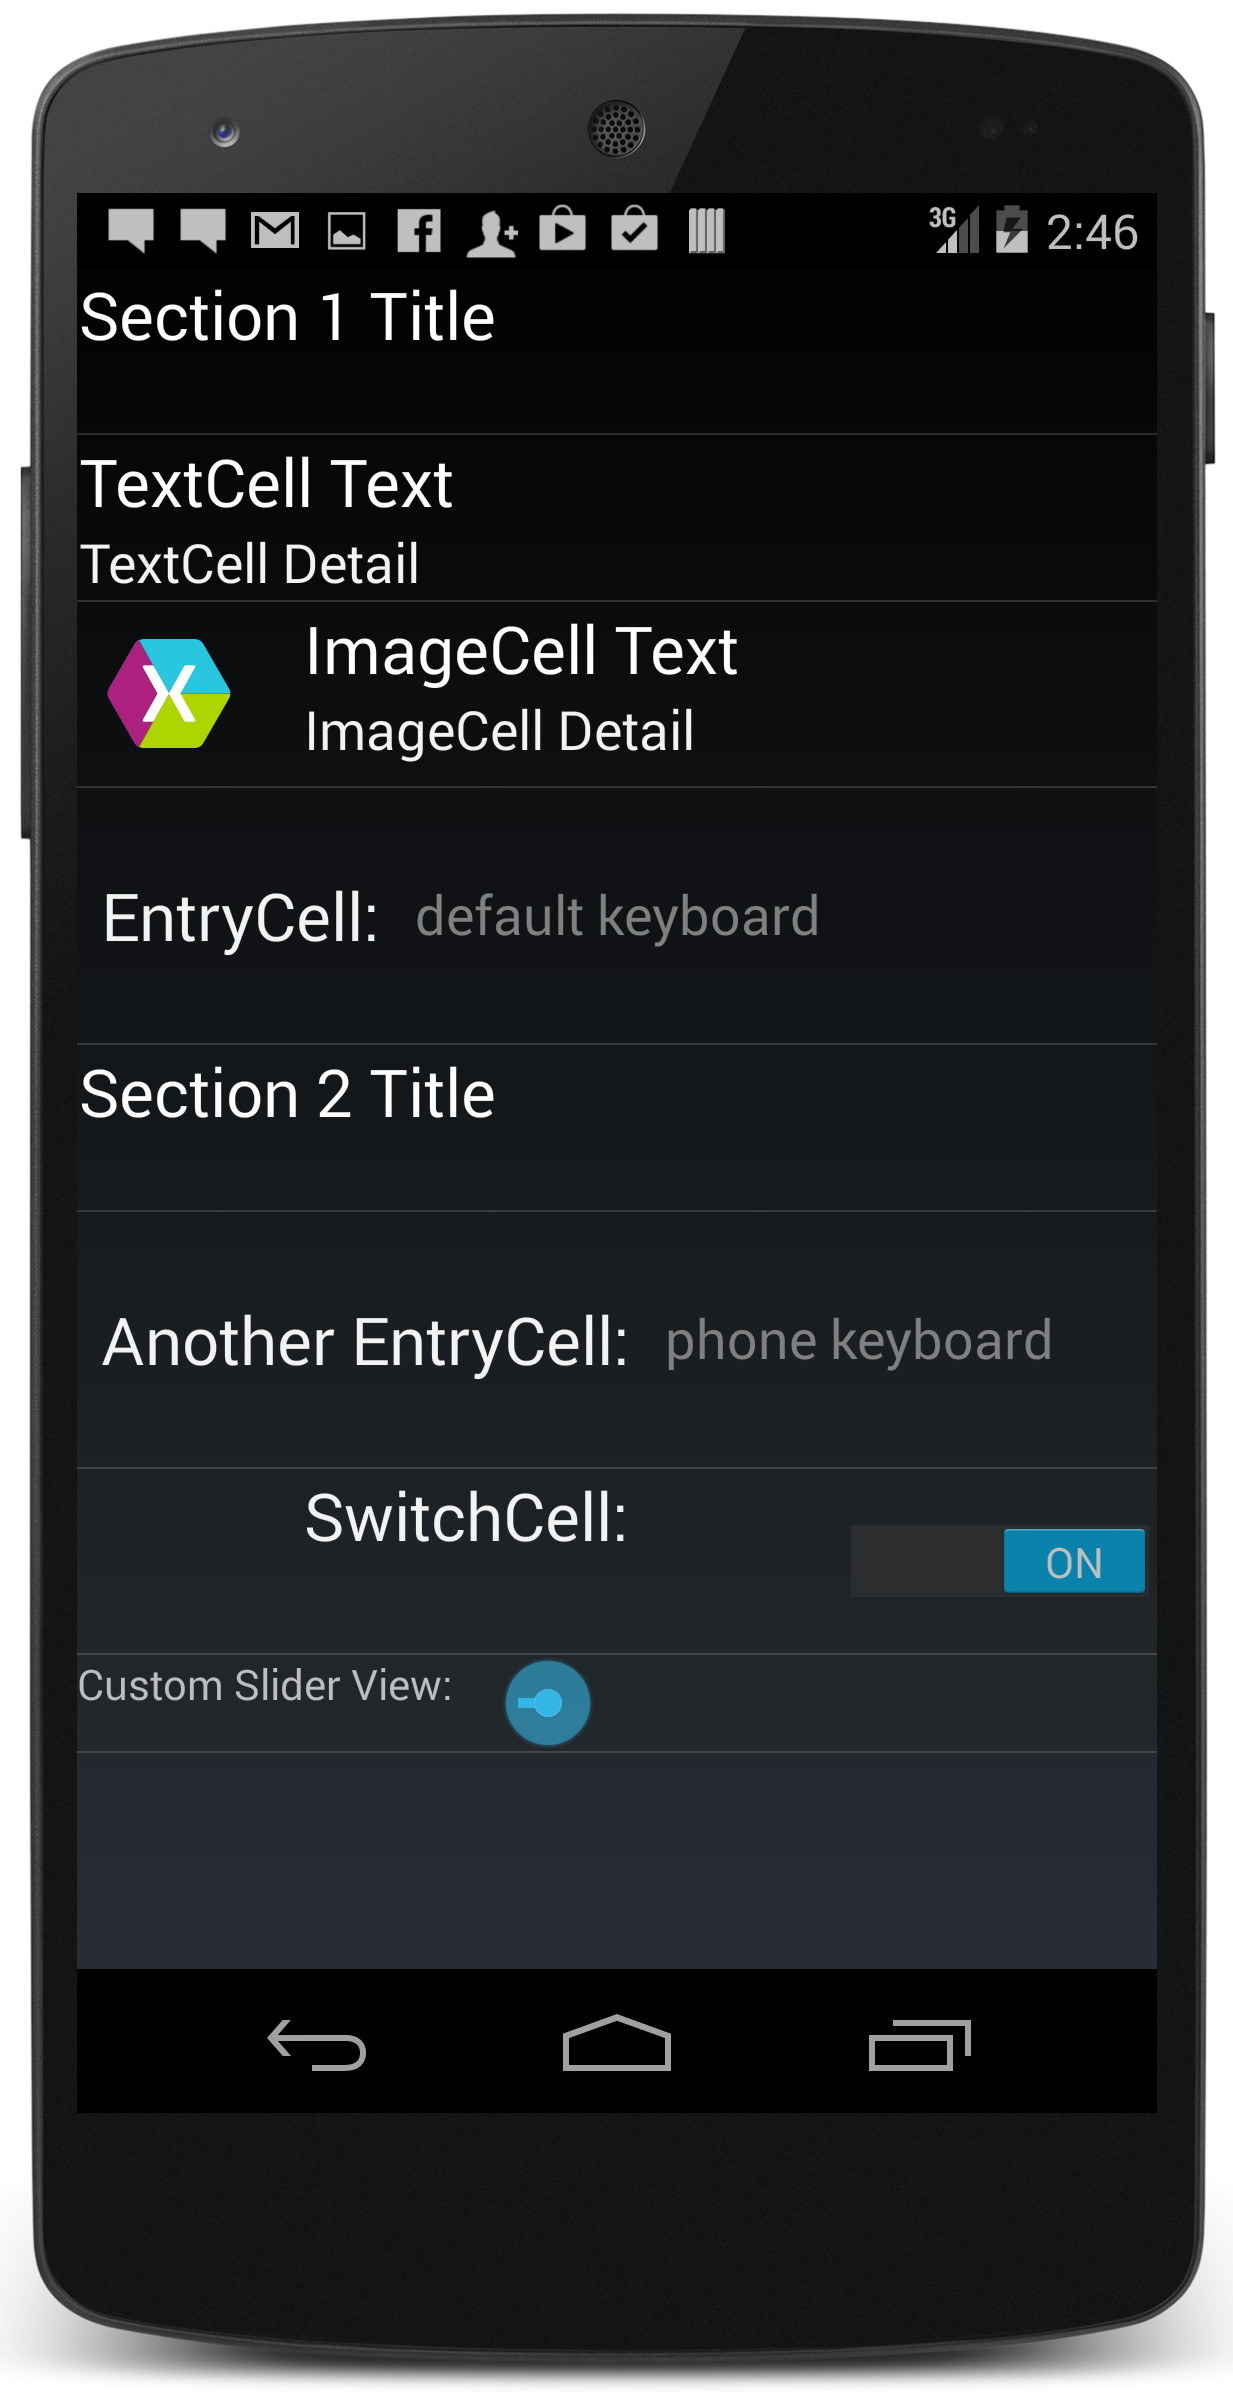 3G 2:46
Section 1 Title
TextCell Text
TextCell Detail
ImageCell Text
ImageCell Detail
EntryCell: default keyboard
Section 2 Title
Another EntryCell: phone keyboard
SwitchCell:
ON
Custom Slider View: